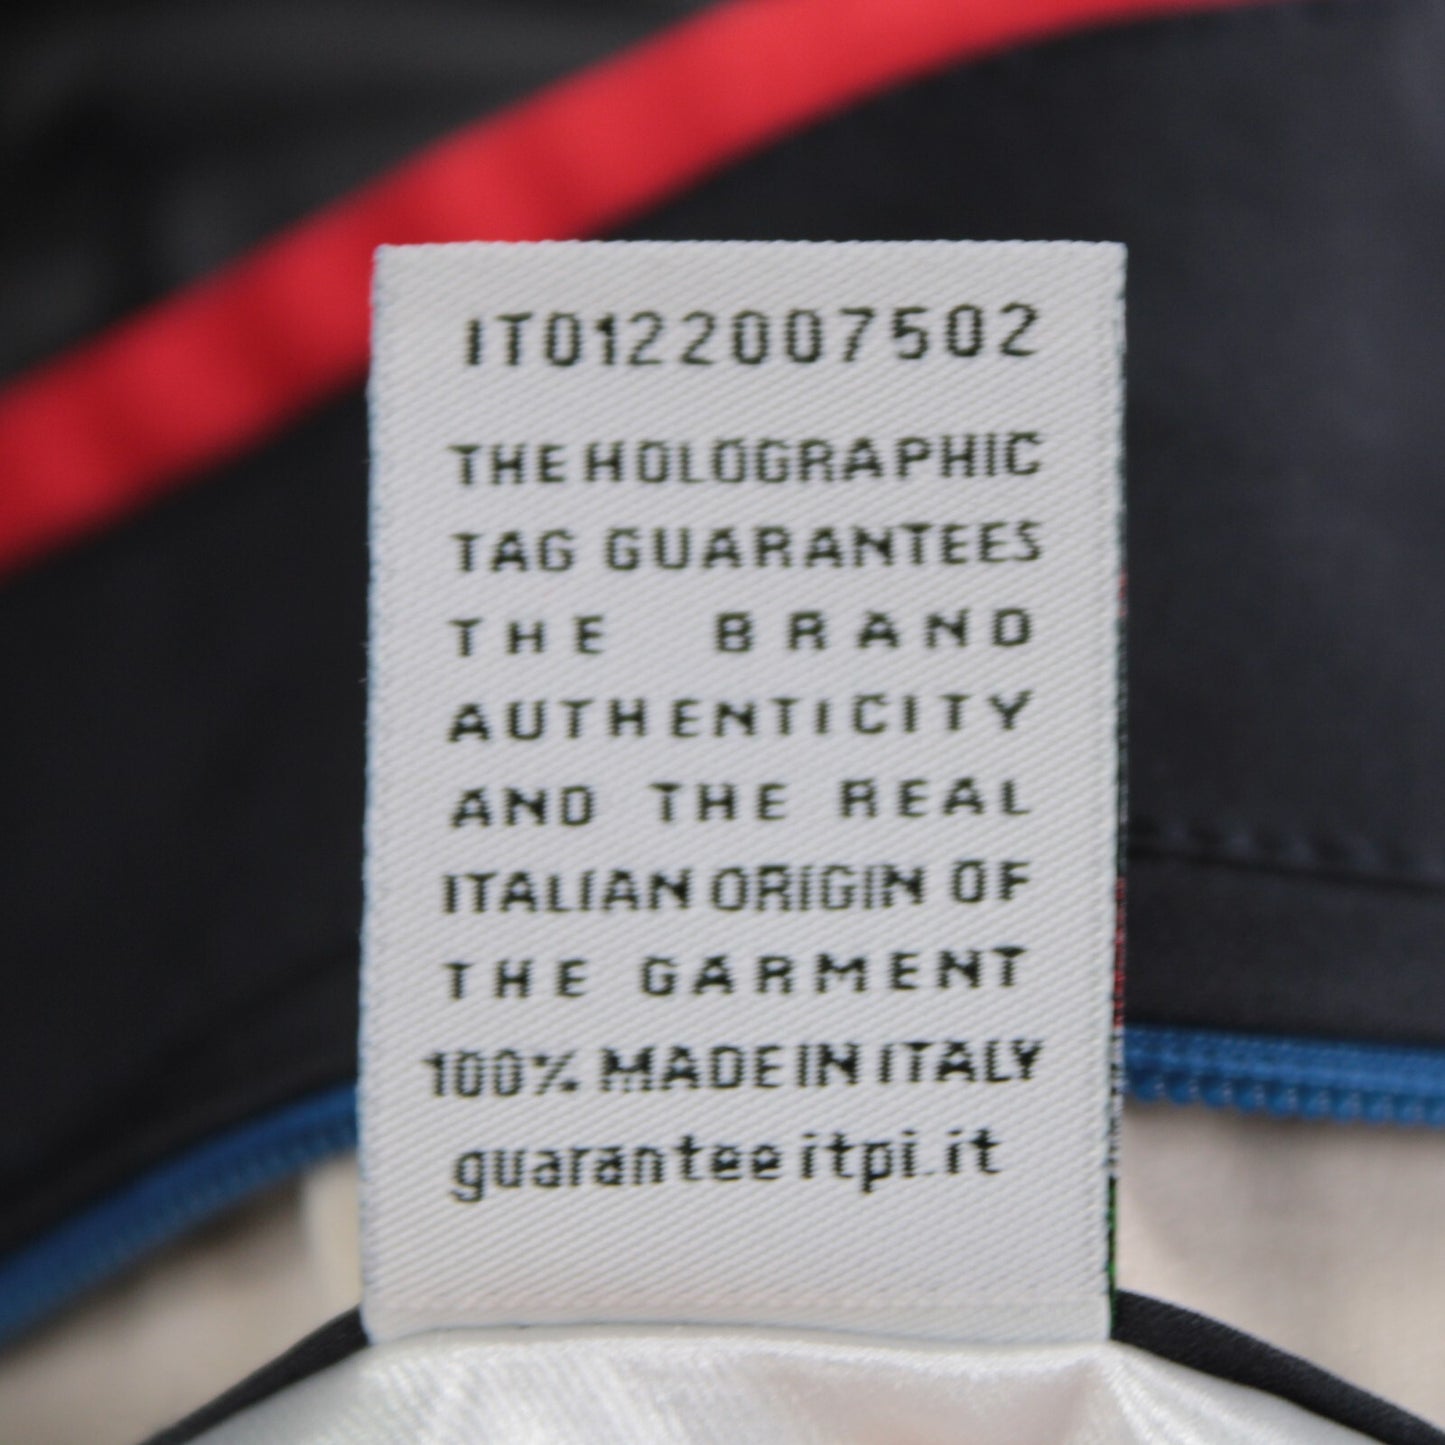 IT0122007502
THE HOLOGRAPHIC
TAG GUARANTEES
THE BRAND
AUTHENTICITY
AND THE REAL
ITALIAN ORIGIN OF
THE GARMENT
100% MADE IN ITALY
guarantee itpi.it